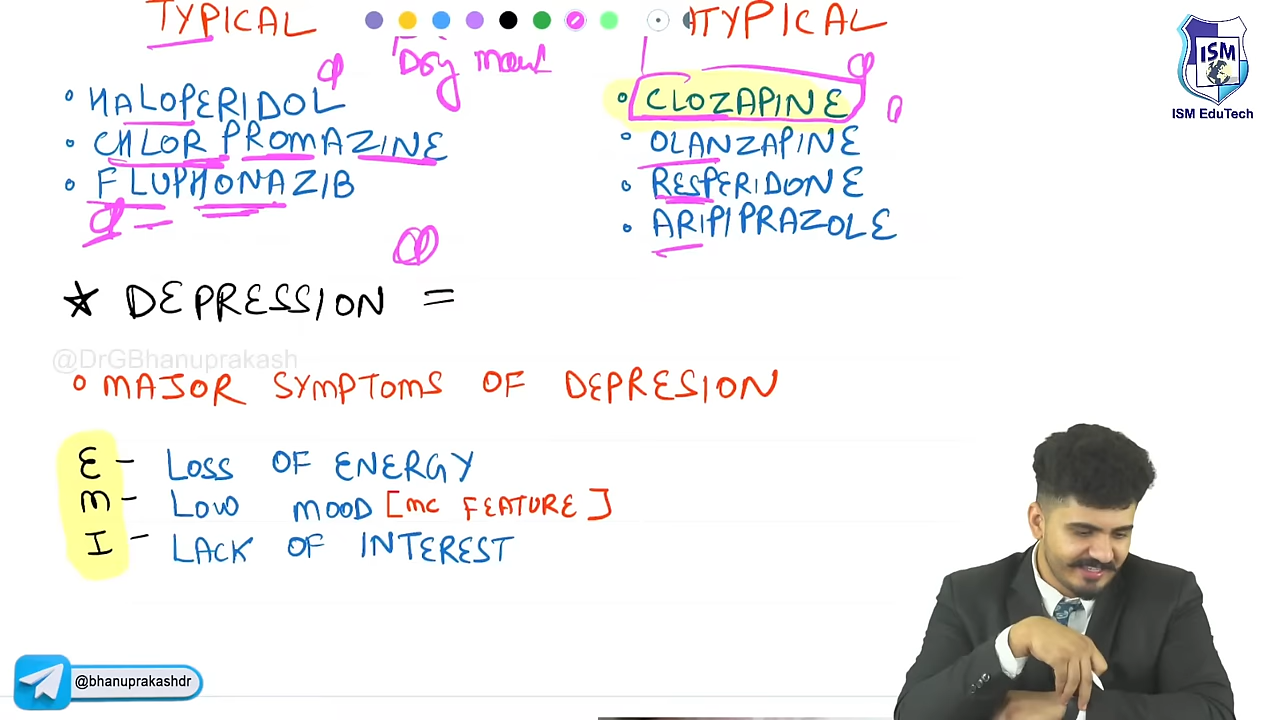 TYPICAL
ATYPICAL
Dry mout
HALOPERIDOL
CHLOR PROMAZINE
FLUPHONAZIB
CLOZAPINE
OLANZAPINE
RESPERIDONE
ARIPIPRAZOLE
ISM
ISM EduTech
★ DEPRESSION =
@DrGBhanuprakash
MAJOR SYMPTOMS OF DEPRESION
E - LOSS OF ENERGY
M - LOW MOOD [MC FEATURE]
I - LACK OF INTEREST
@bhanuprakashdr